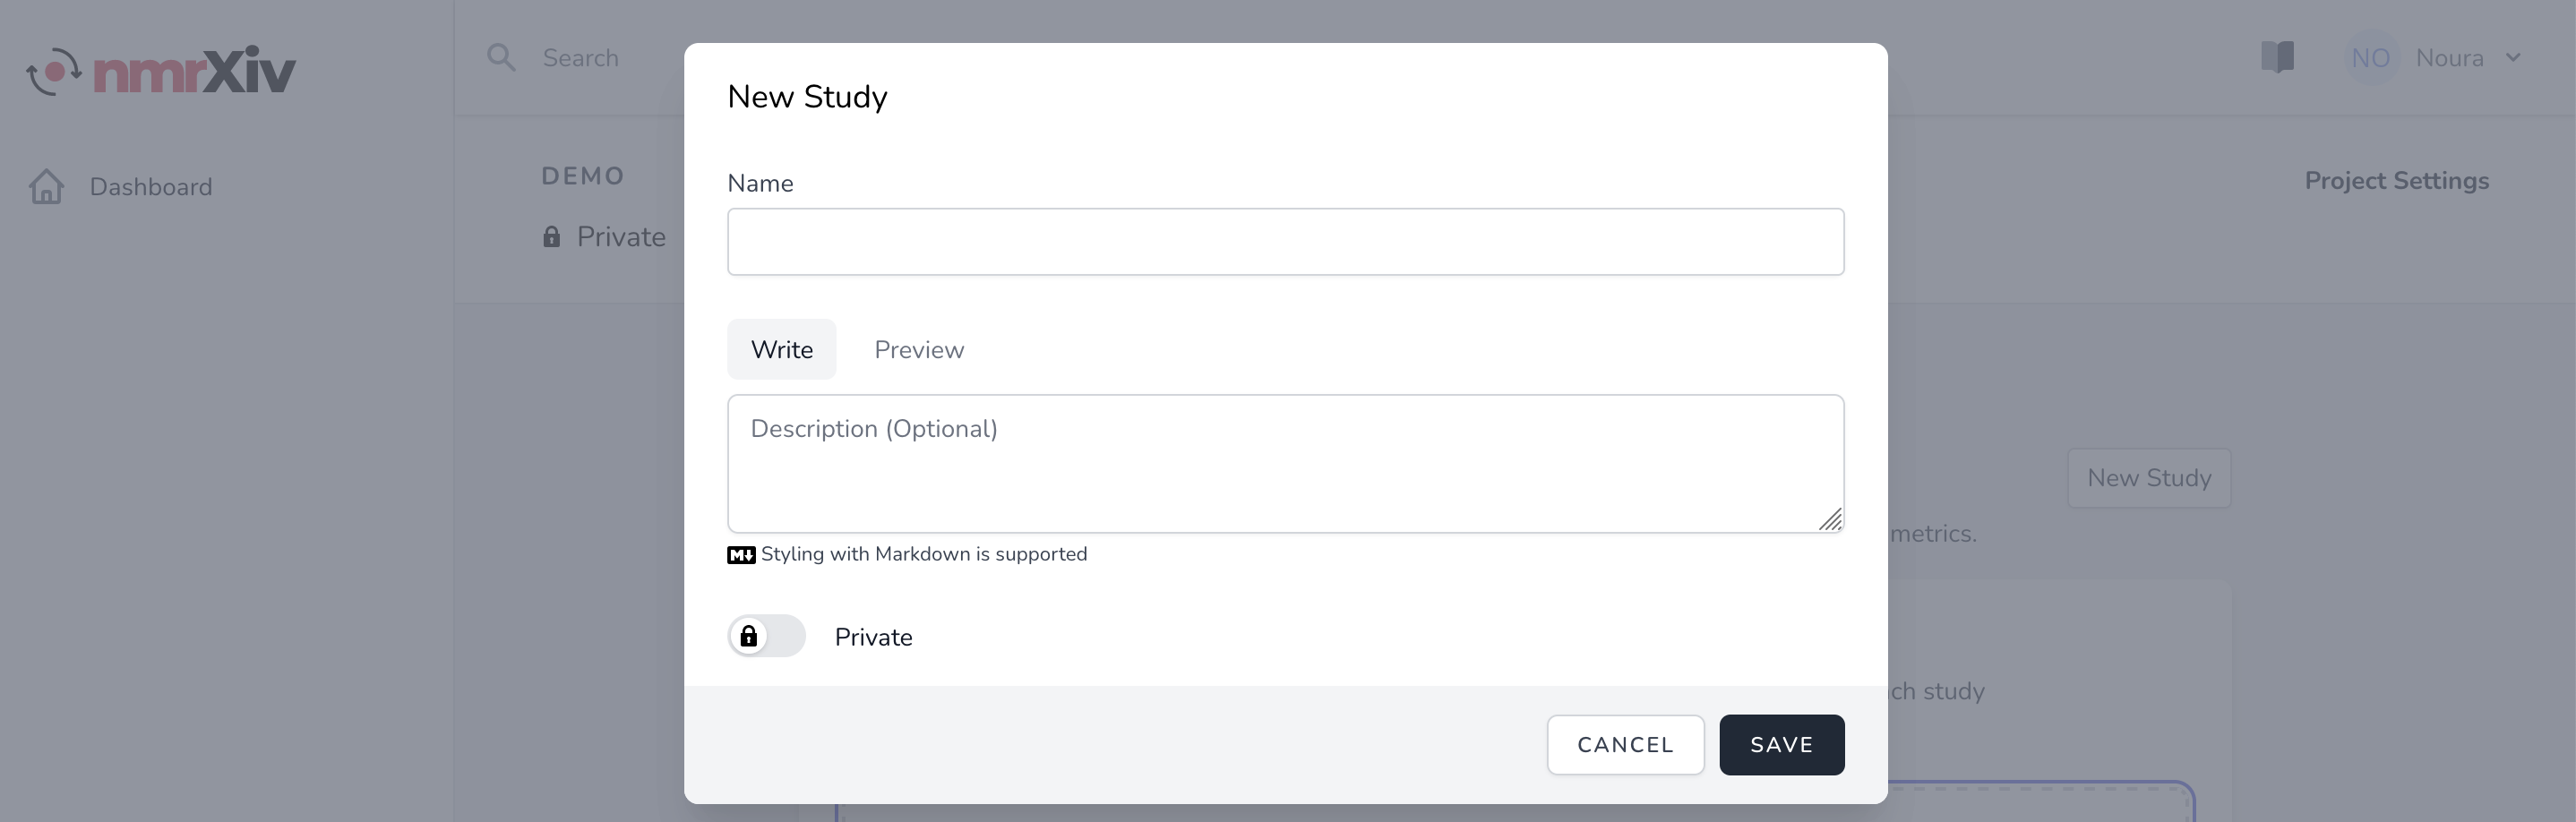 nmrXiv
Search
NO Noura
Dashboard
DEMO
Private
Project Settings
New Study
Name
Write Preview
Description (Optional)
M Styling with Markdown is supported
Private
CANCEL SAVE
New Study
metrics.
ch study